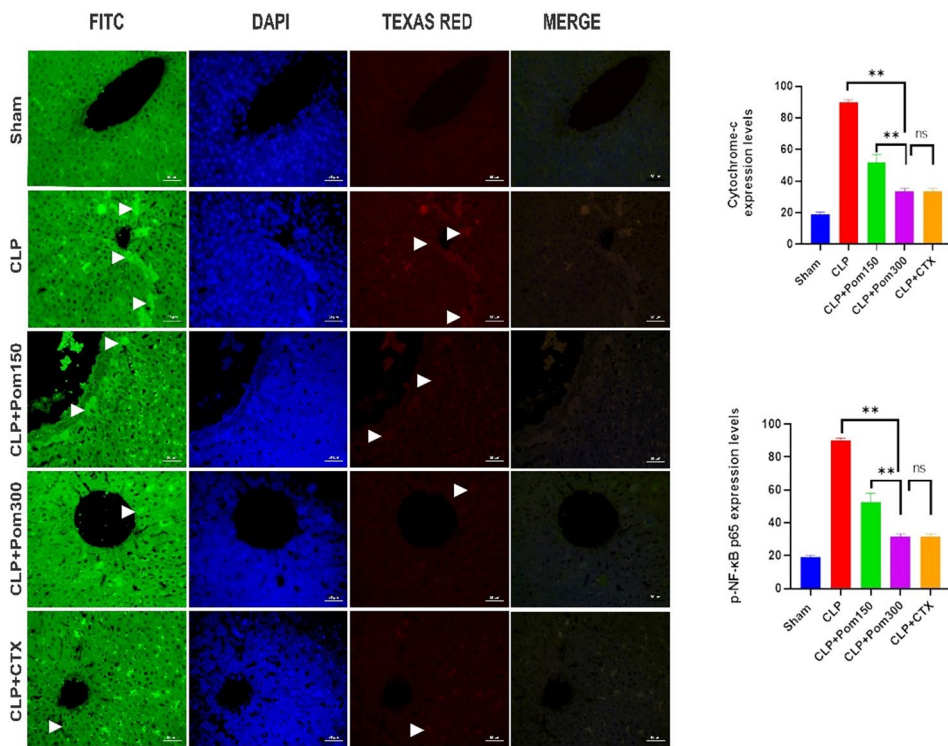 FITC
DAPI
TEXAS RED
MERGE
Sham
CLP
CLP+Pom150
CLP+Pom300
CLP+CTX
Cytochrome-c
expression levels
100
80
60
40
20
0
**
** ns
Sham
CLP
CLP+Pom150
CLP+Pom300
CLP+CTX
p-NF-κB p65 expression levels
100
80
60
40
20
0
**
** ns
Sham
CLP
CLP+Pom150
CLP+Pom300
CLP+CTX